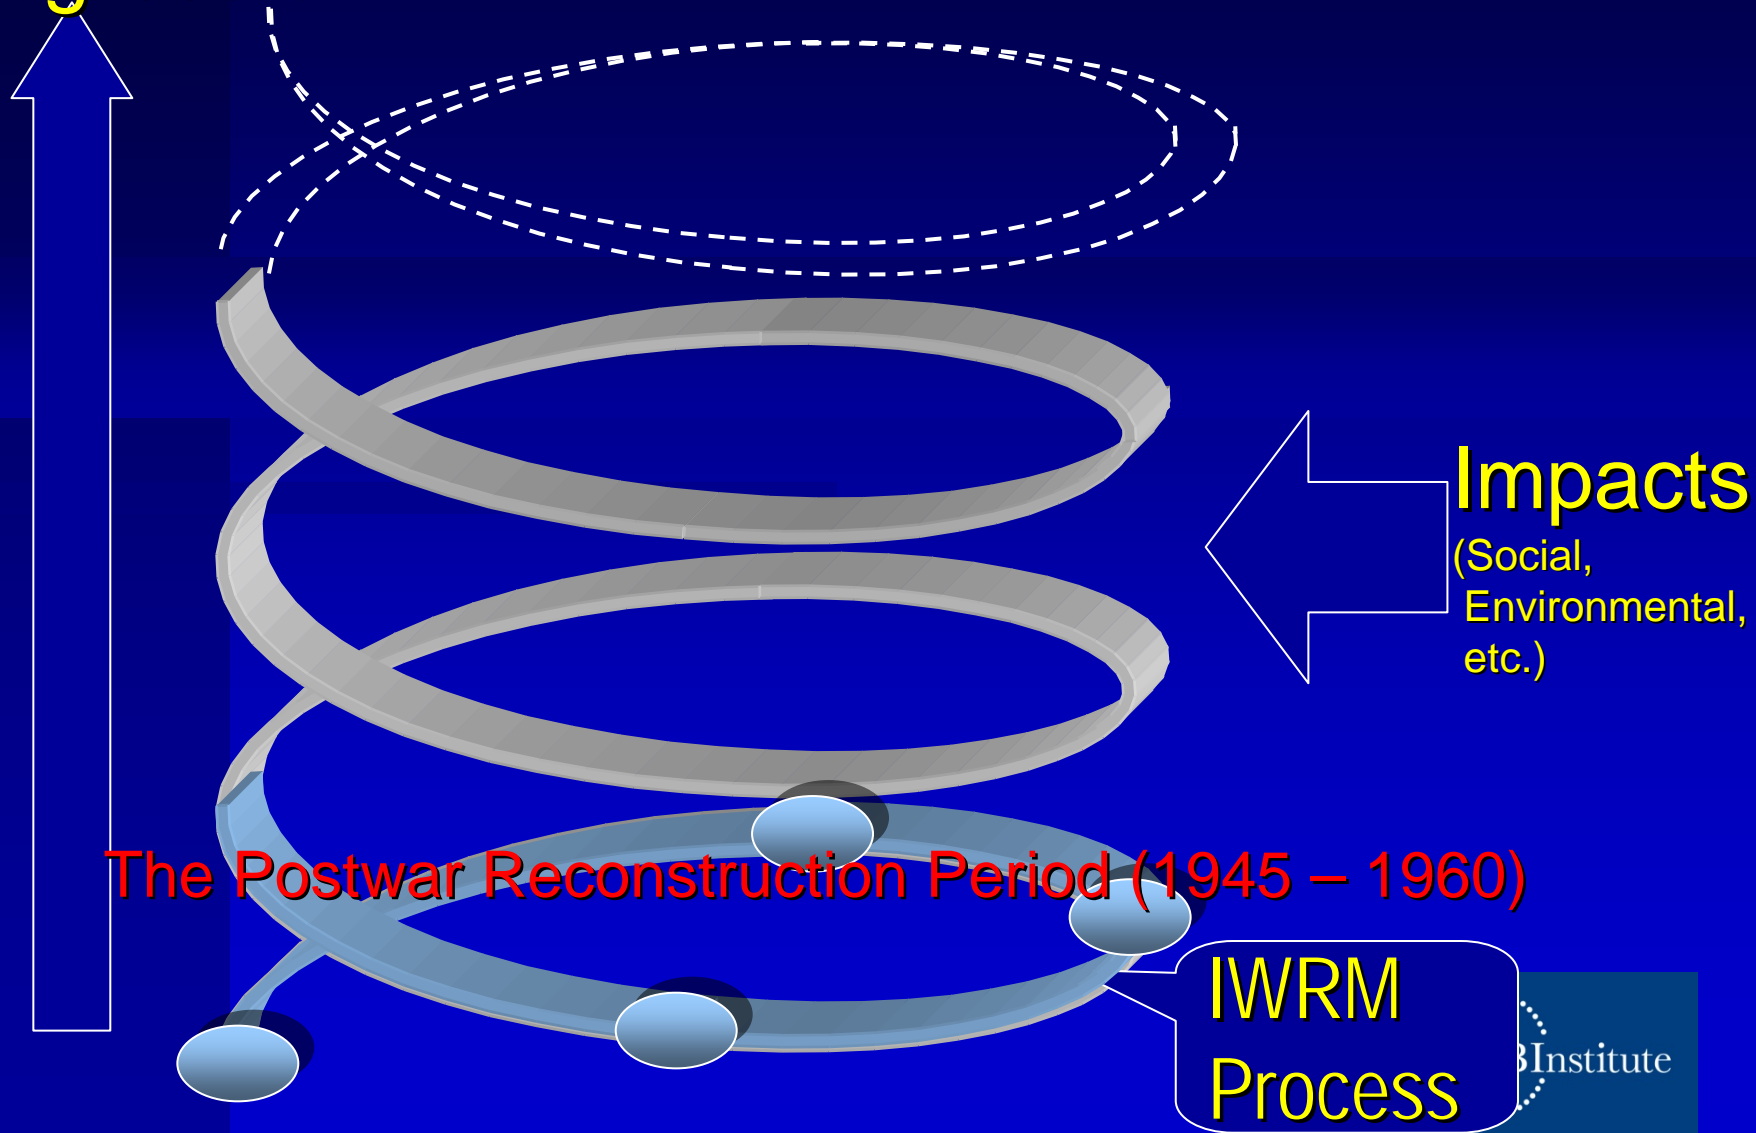 Impacts
(Social,
Environmental,
etc.)
The Postwar Reconstruction Period (1945 – 1960)
IWRM
Process
Institute